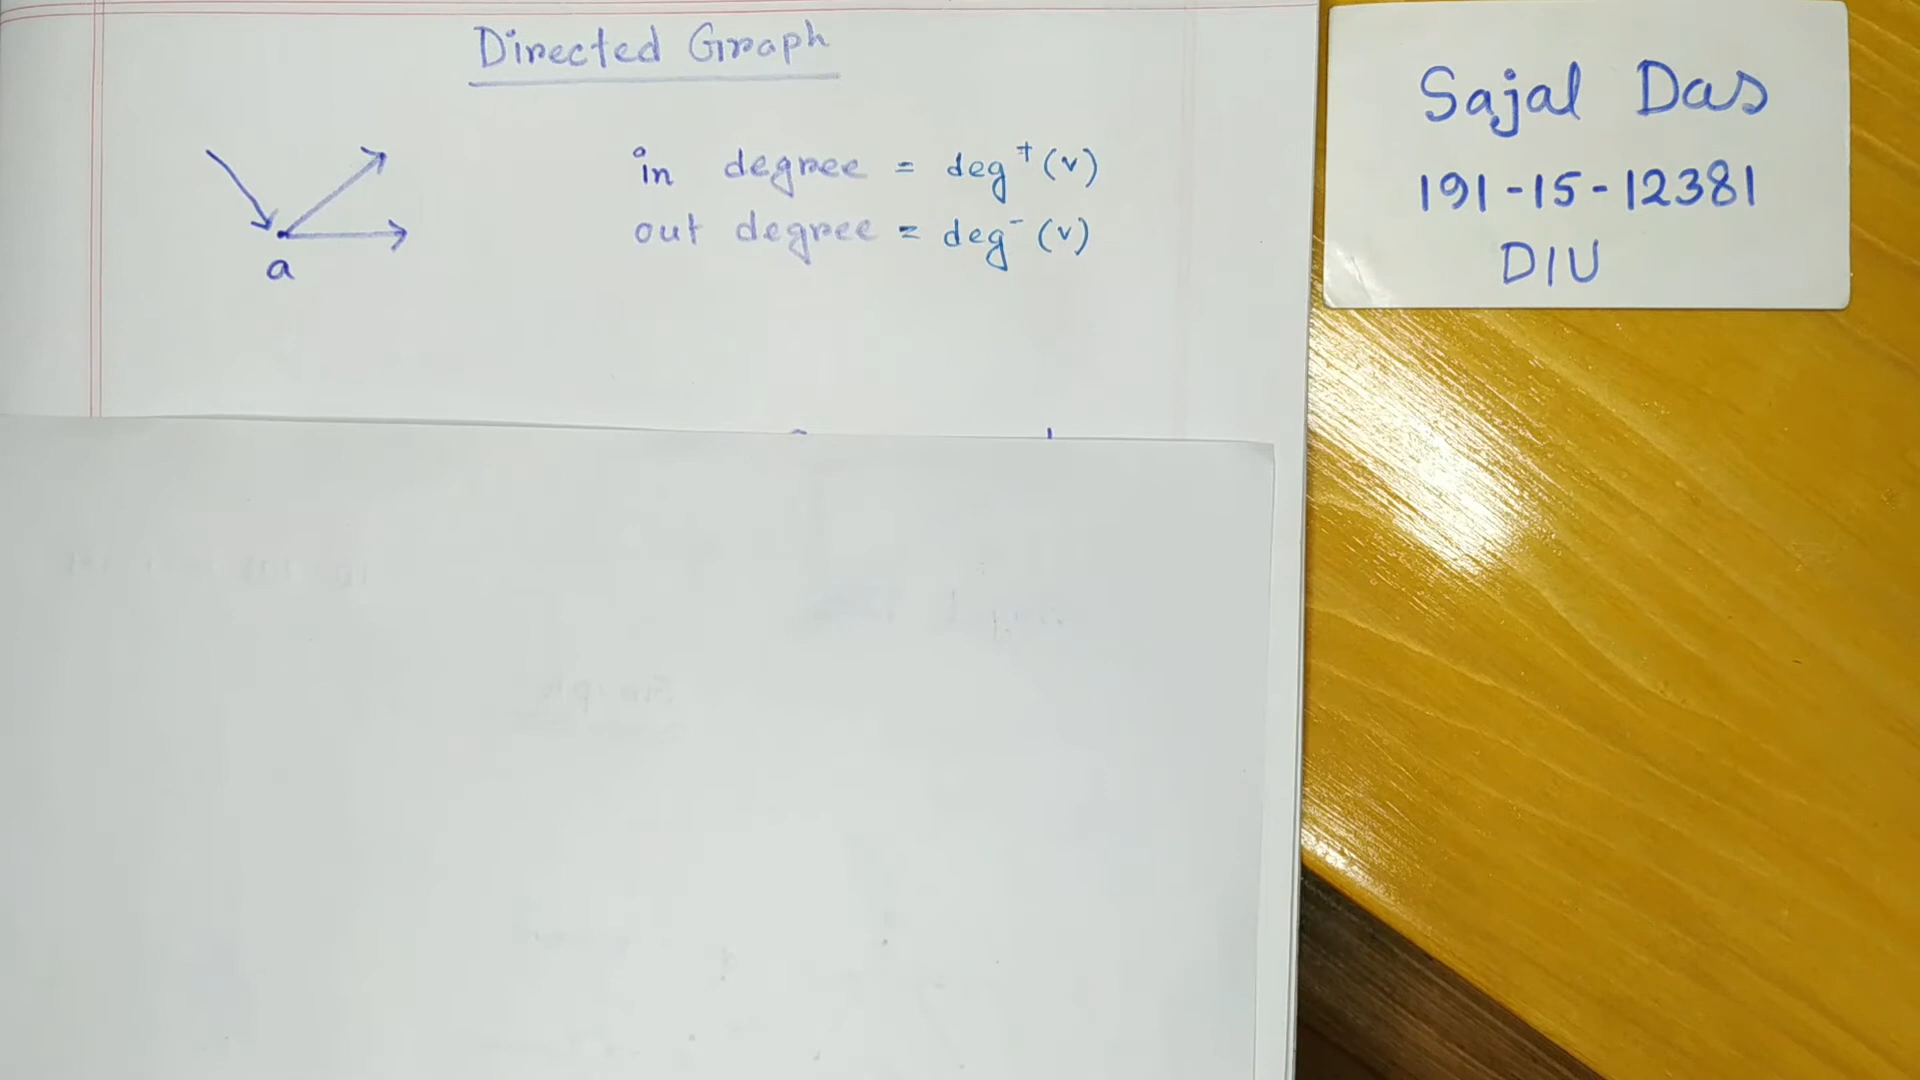 Directed Graph
in degree = deg⁺(v)
out degree = deg⁻(v)
a
Sajal Das
191-15-12381
DIU